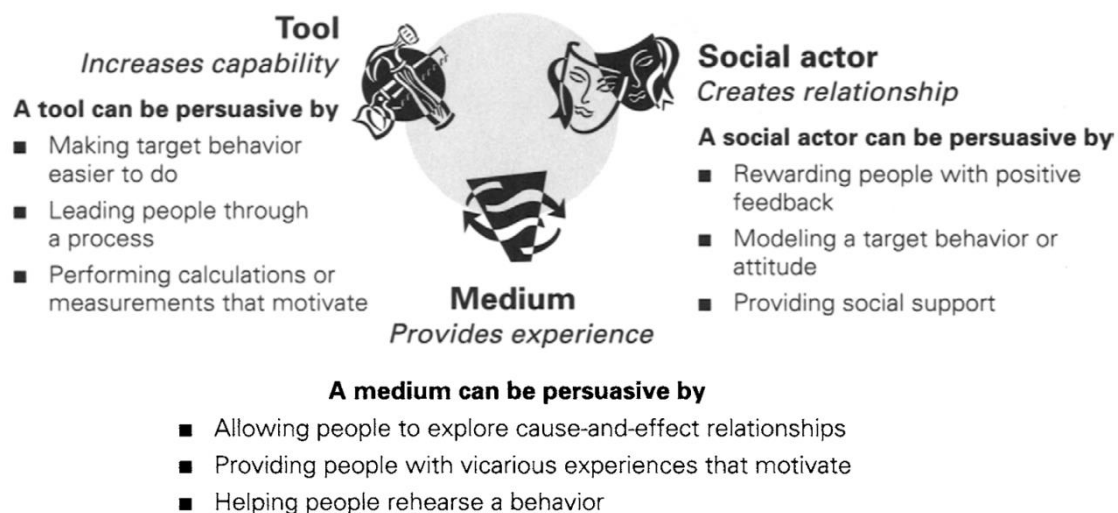 Tool
Increases capability
A tool can be persuasive by
■ Making target behavior
easier to do
■ Leading people through
a process
■ Performing calculations or
measurements that motivate
Social actor
Creates relationship
A social actor can be persuasive by
■ Rewarding people with positive
feedback
■ Modeling a target behavior or
attitude
■ Providing social support
Medium
Provides experience
A medium can be persuasive by
■ Allowing people to explore cause-and-effect relationships
■ Providing people with vicarious experiences that motivate
■ Helping people rehearse a behavior